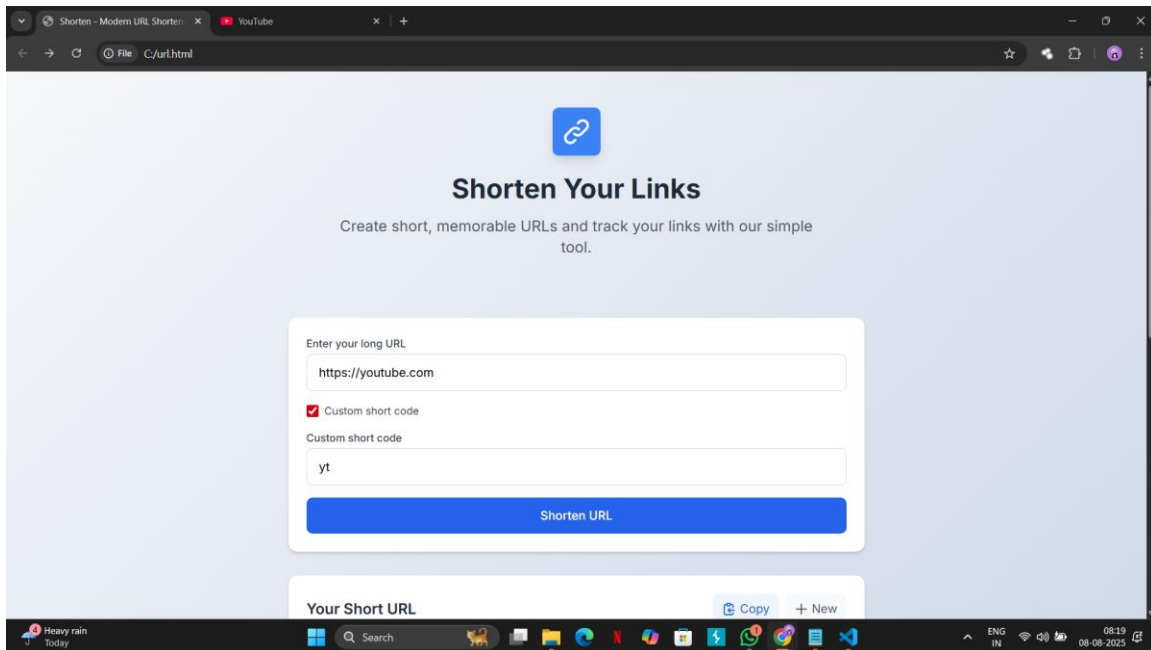 Shorten - Modern URL Shorten
YouTube
File C:/url.html
Shorten Your Links
Create short, memorable URLs and track your links with our simple
tool.
Enter your long URL
https://youtube.com
Custom short code
Custom short code
yt
Shorten URL
Your Short URL
Copy
+ New
4
Heavy rain
Today
Search
N
ENG
IN
08:19
08-08-2025